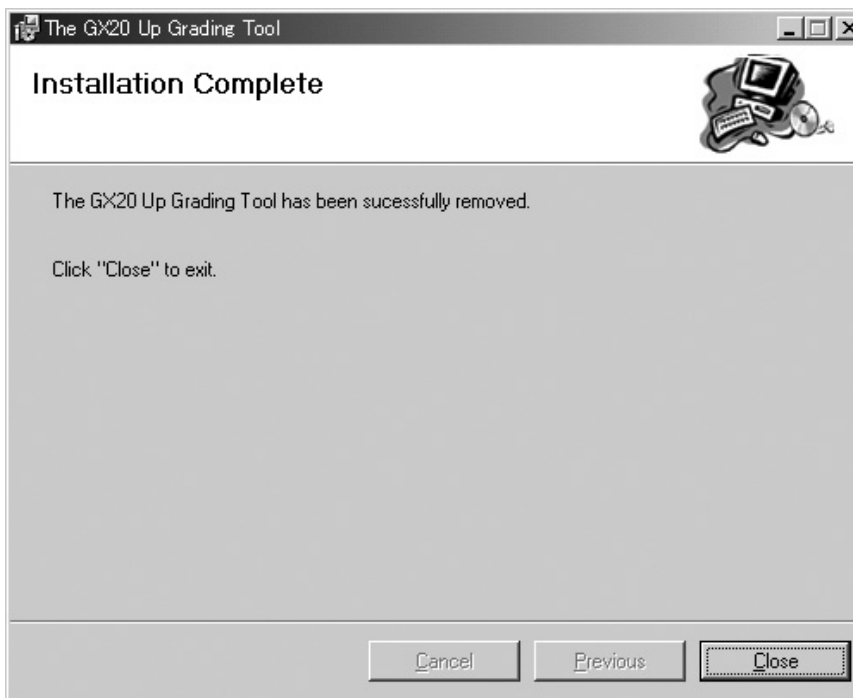 The GX20 Up Grading Tool
Installation Complete
The GX20 Up Grading Tool has been sucessfully removed.
Click "Close" to exit.
Cancel Previous Close